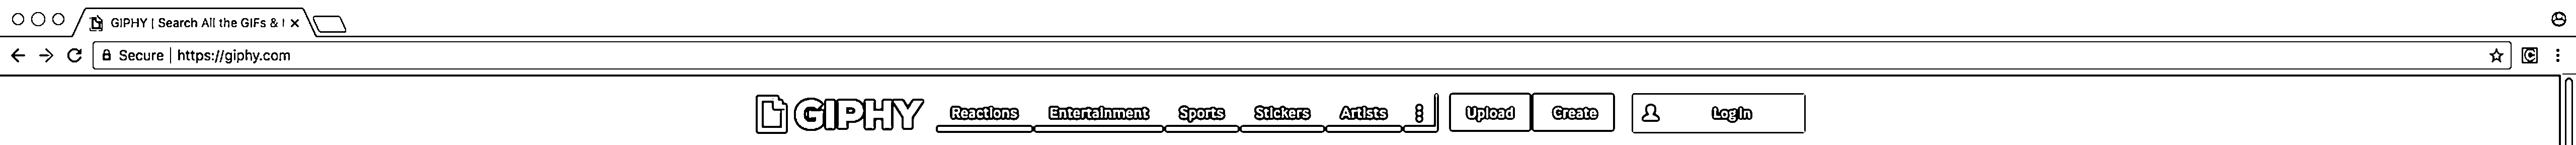 GIPHY | Search All the GIFs &
Secure | https://giphy.com
GIPHY Reactions Entertainment Sports Stickers Artists Upload Create Log In